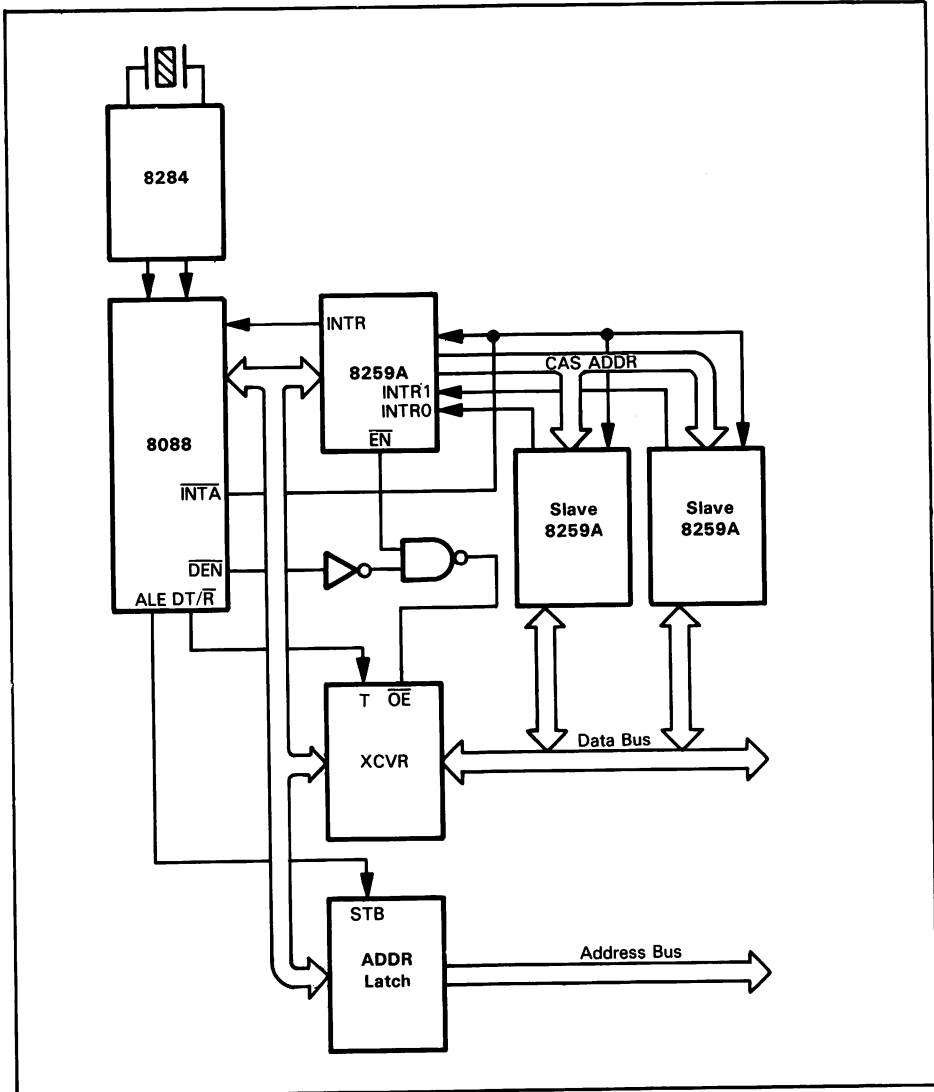 8284
8088
INTA
DEN
ALE DT/R
INTR
8259A
INTR1
INTR0
EN
CAS ADDR
Slave
8259A
Slave
8259A
T OE
XCVR
Data Bus
STB
ADDR
Latch
Address Bus